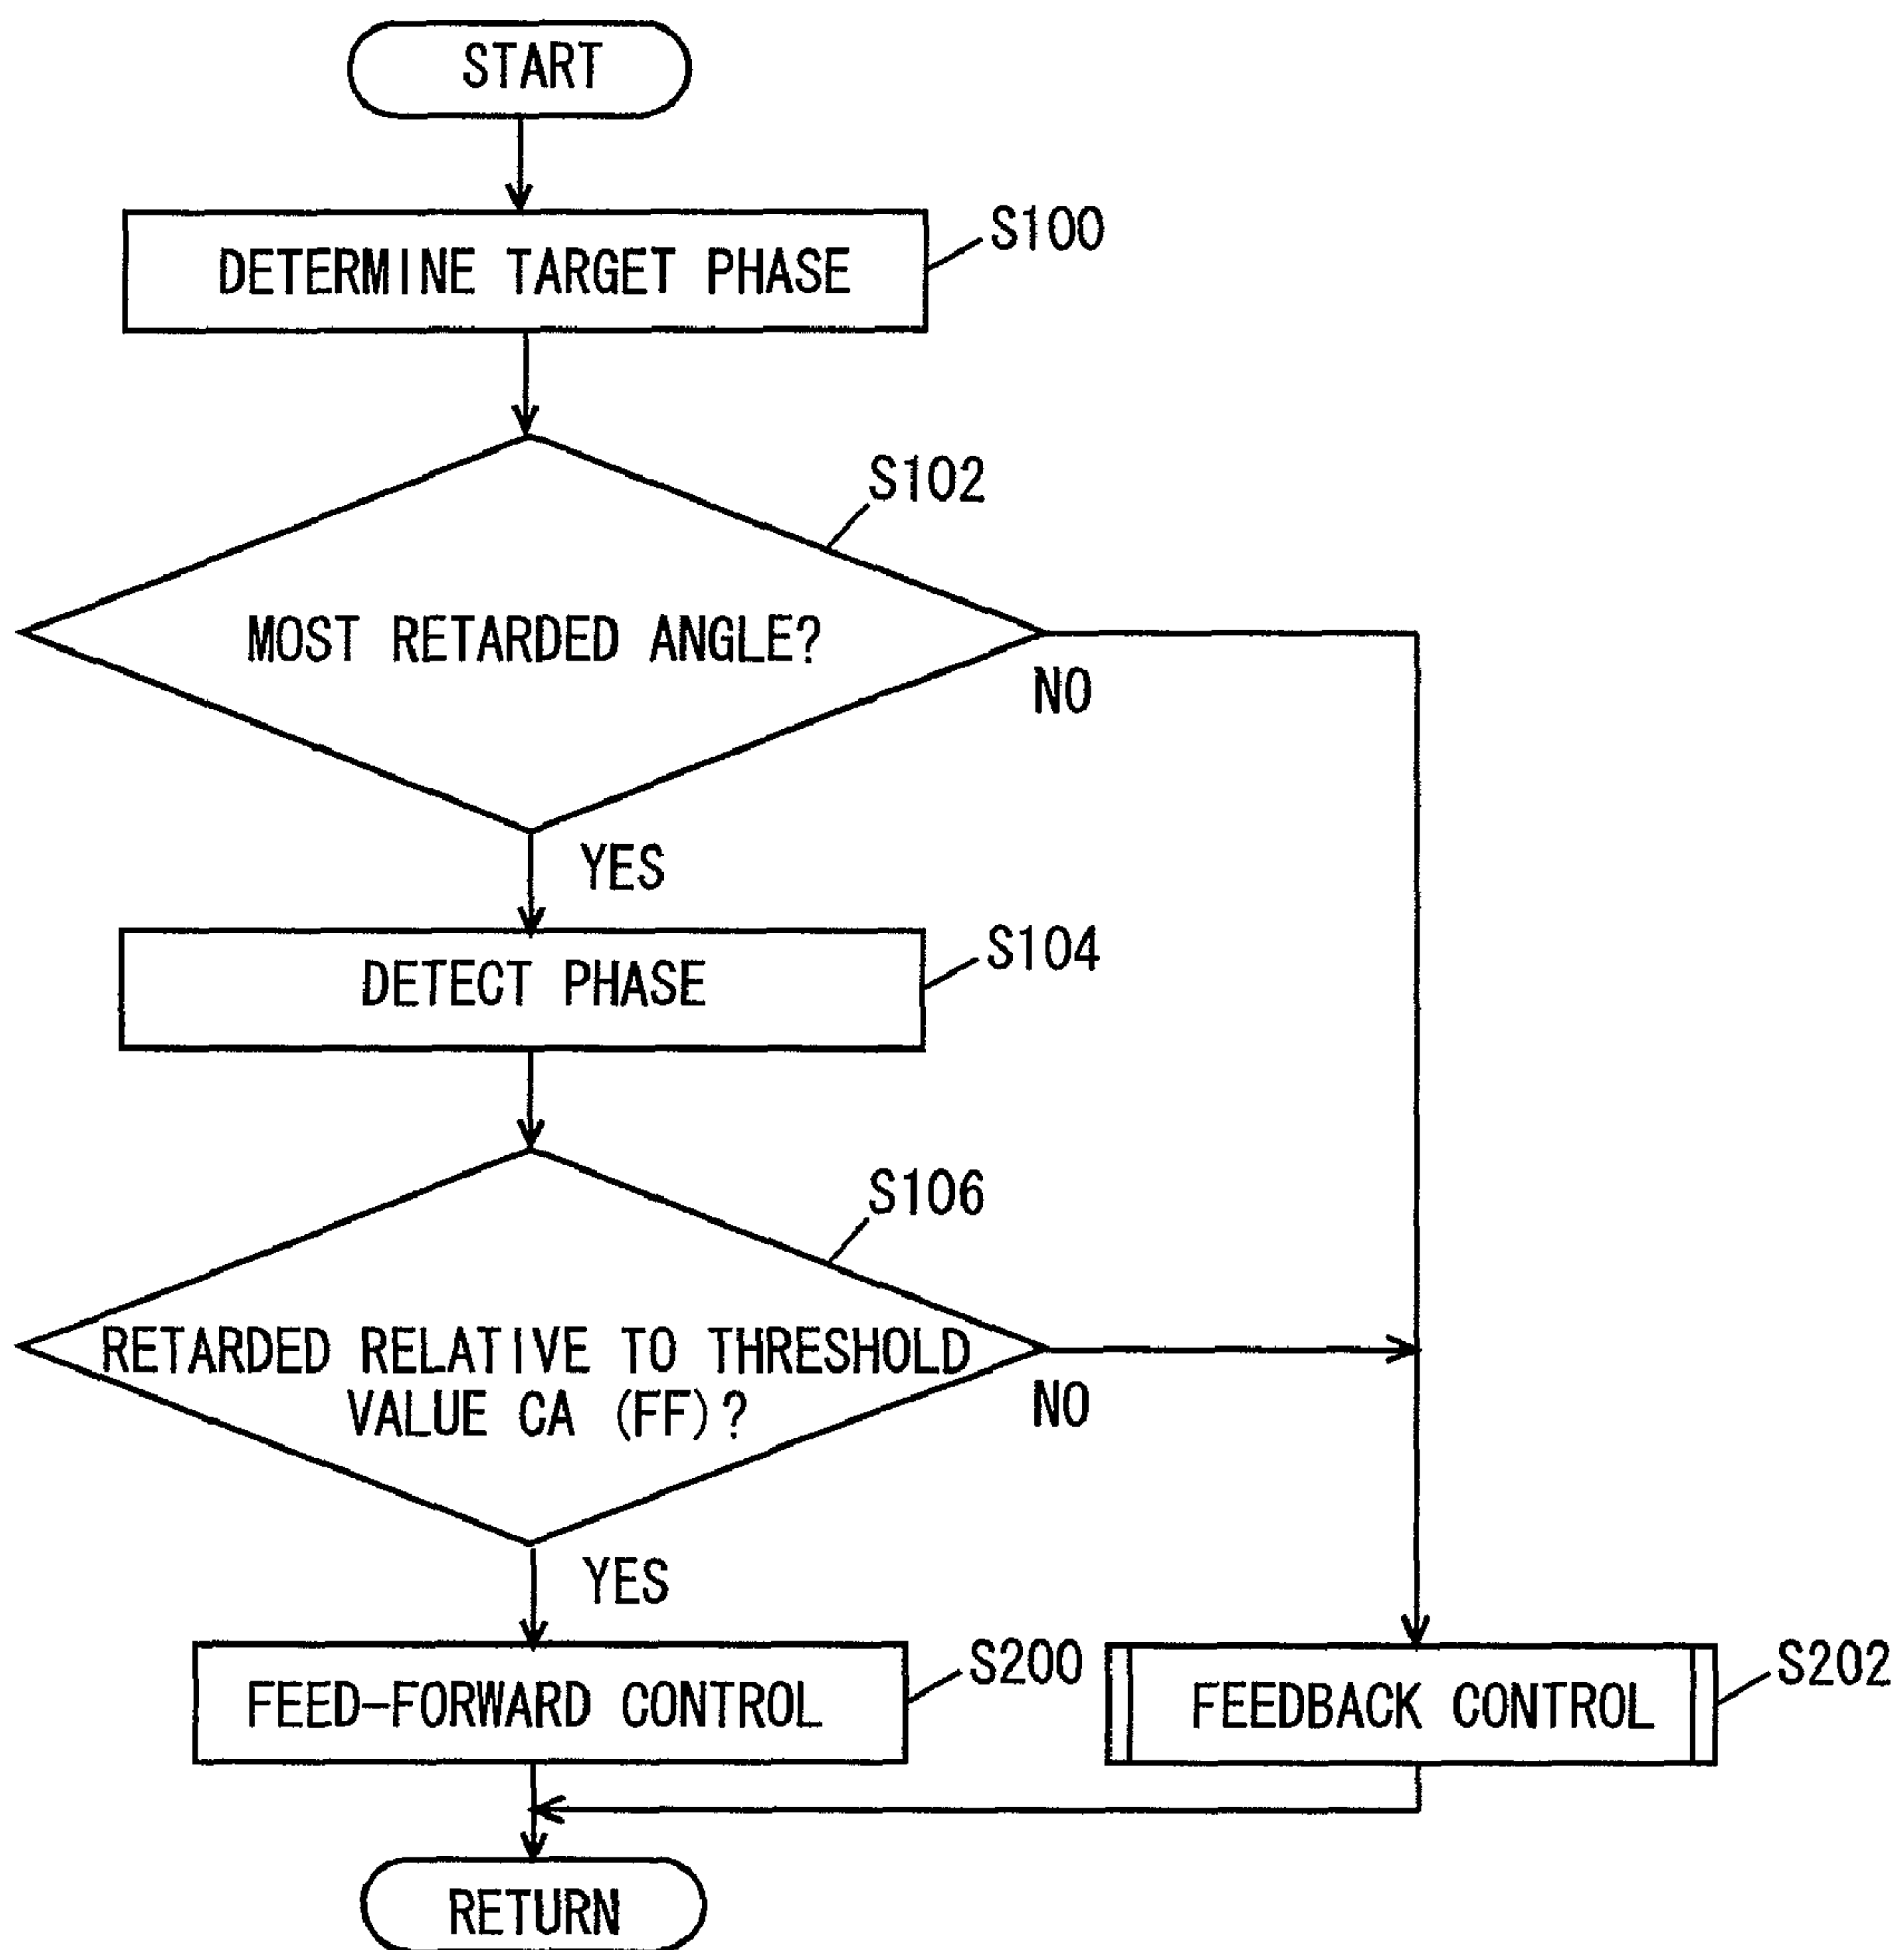 START
DETERMINE TARGET PHASE
S100
S102
MOST RETARDED ANGLE?
NO
YES
DETECT PHASE
S104
S106
RETARDED RELATIVE TO THRESHOLD
VALUE CA (FF)?
NO
YES
FEED-FORWARD CONTROL
S200
FEEDBACK CONTROL
S202
RETURN